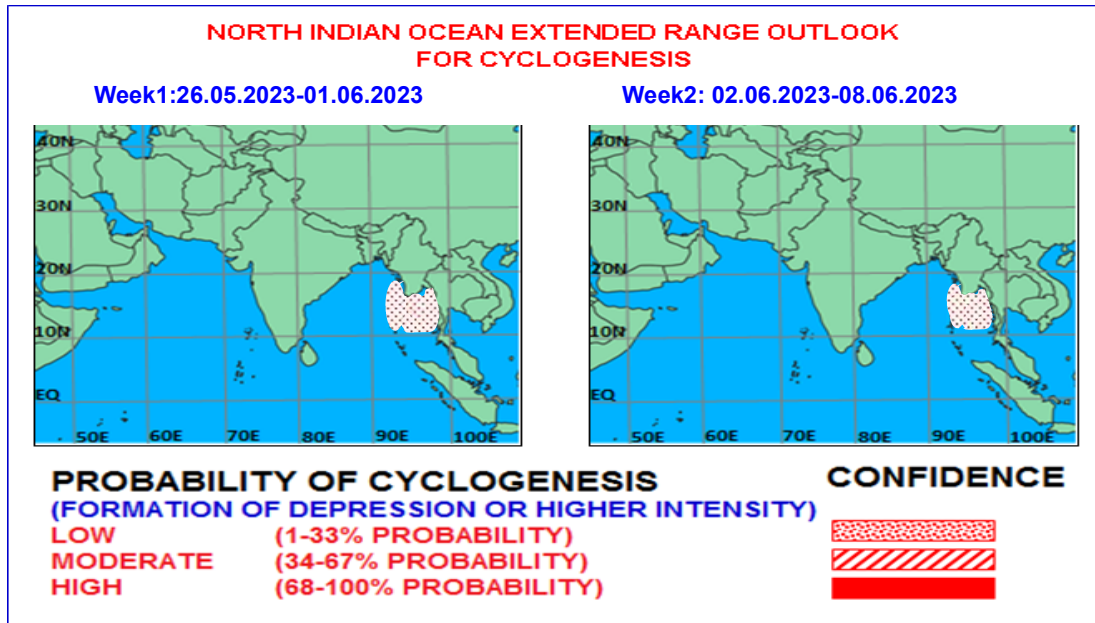 NORTH INDIAN OCEAN EXTENDED RANGE OUTLOOK
FOR CYCLOGENESIS
Week1:26.05.2023-01.06.2023
40N
30N
20N
10N
EQ
50E 60E 70E 80E 90E 100E
Week2: 02.06.2023-08.06.2023
40N
30N
20N
10N
EQ
50E 60E 70E 80E 90E 100E
PROBABILITY OF CYCLOGENESIS
(FORMATION OF DEPRESSION OR HIGHER INTENSITY)
CONFIDENCE
LOW (1-33% PROBABILITY)
MODERATE (34-67% PROBABILITY)
HIGH (68-100% PROBABILITY)